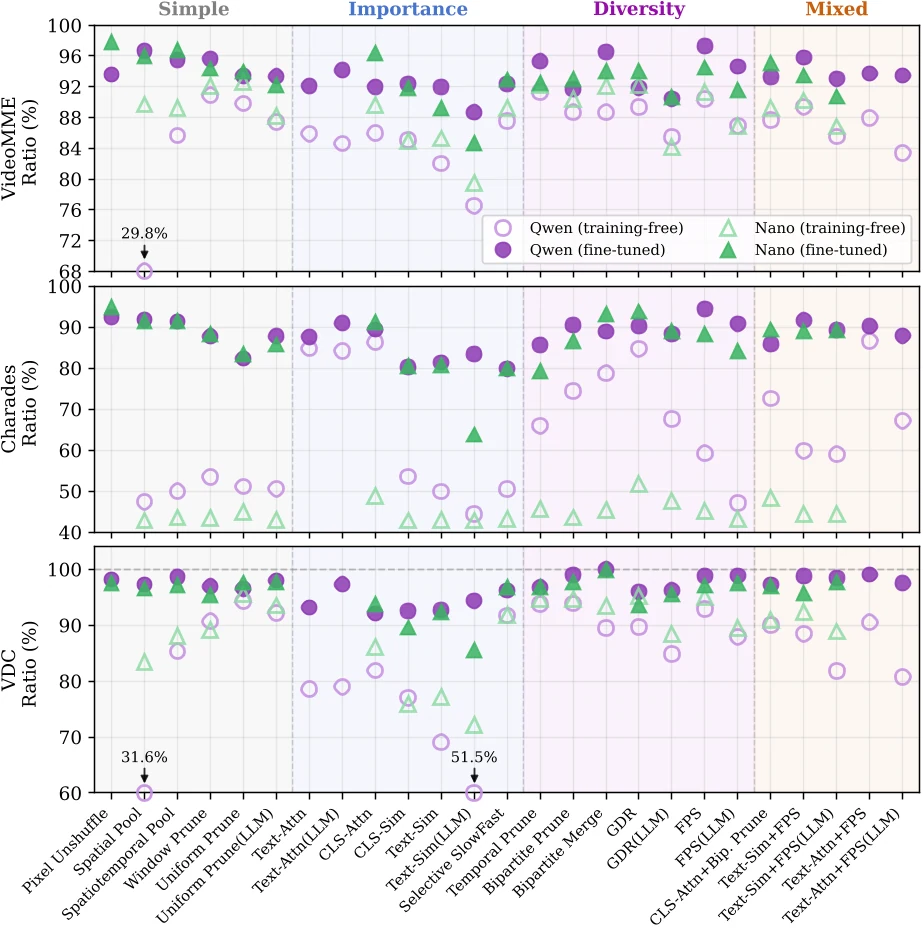 Simple Importance Diversity Mixed
VideoMME
Ratio (%)
100
96
92
88
84
80
76
72
68
29.8%
Qwen (training-free)
Qwen (fine-tuned)
Nano (training-free)
Nano (fine-tuned)
Charades
Ratio (%)
100
90
80
70
60
50
40
VDC
Ratio (%)
100
90
80
70
60
31.6%
51.5%
Pixel Unshuffle
Spatial Pool
Spatiotemporal Pool
Window Prune
Uniform Prune
Uniform Prune(LLM)
Text-Attn
Text-Attn(LLM)
CLS-Attn
CLS-Sim
Text-Sim
Text-Sim(LLM)
Selective SlowFast
Temporal Prune
Bipartite Prune
Bipartite Merge
GDR
GDR(LLM)
FPS
FPS(LLM)
CLS-Attn+Bip. Prune
Text-Sim+FPS
Text-Sim+FPS(LLM)
Text-Attn+FPS
Text-Attn+FPS(LLM)